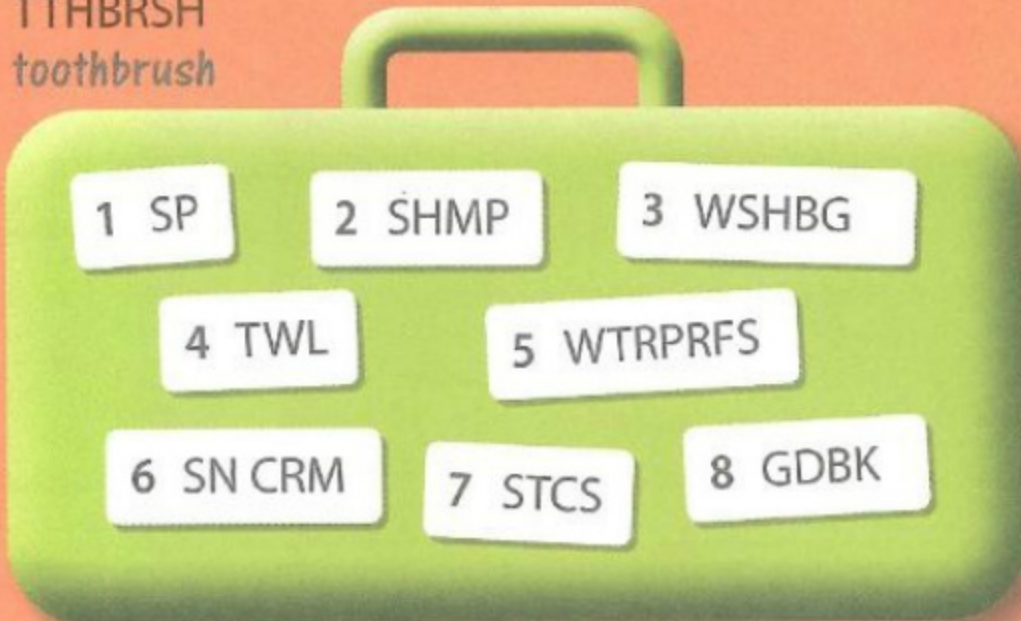 TTHBRSH
toothbrush
1 SP
2 SHMP
3 WSHBG
4 TWL
5 WTRPRFS
6 SN CRM
7 STCS
8 GDBK